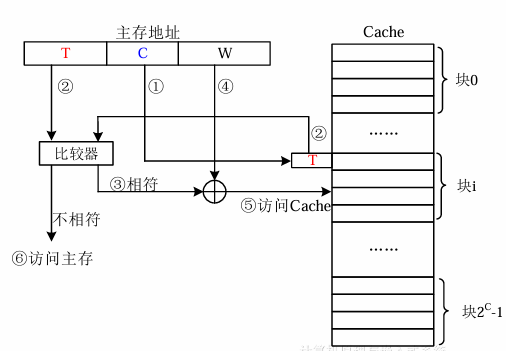 主存地址
Cache
T C W
② ① ④
块0
②
……
比较器
T
③相符
块i
⑤访问Cache
不相符
⑥访问主存
……
块2C-1